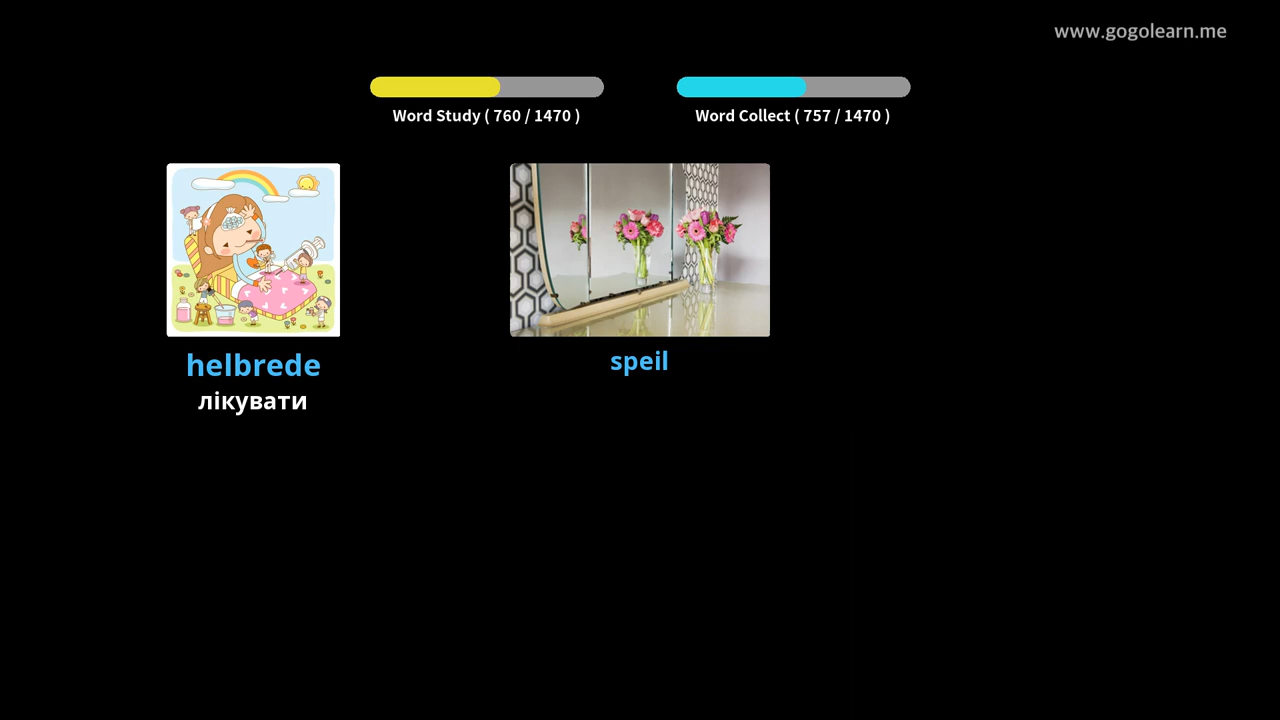 www.gogolearn.me
Word Study ( 760 / 1470 )
Word Collect ( 757 / 1470 )
helbrede
лікувати
speil